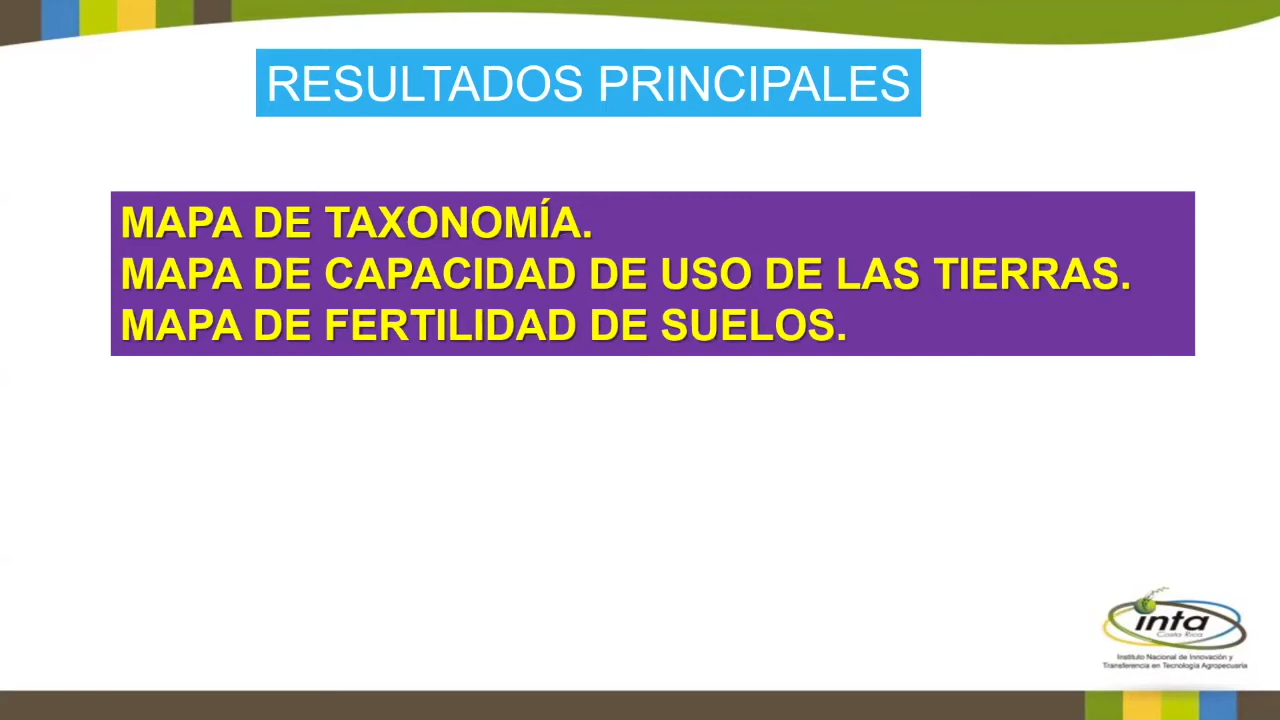 RESULTADOS PRINCIPALES
MAPA DE TAXONOMÍA.
MAPA DE CAPACIDAD DE USO DE LAS TIERRAS.
MAPA DE FERTILIDAD DE SUELOS.
inta
Costa Rica
Instituto Nacional de Innovación y
Transferencia en Tecnología Agropecuaria